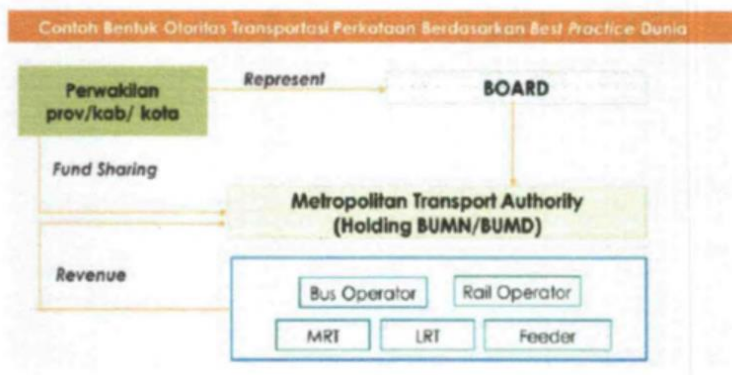 Contoh Bentuk Otoritas Transportasi Perkotaan Berdasarkan Best Practice Dunia
Perwakilan
prov/kab/ kota
Represent
BOARD
Fund Sharing
Metropolitan Transport Authority
(Holding BUMN/BUMD)
Revenue
Bus Operator
Rail Operator
MRT
LRT
Feeder